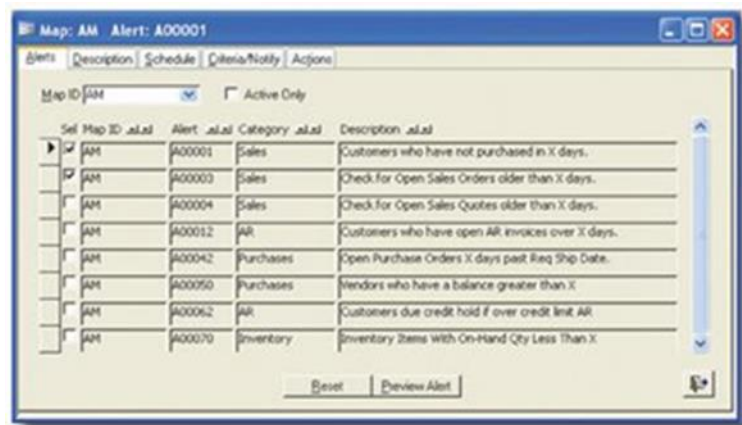 Map: AM Alert: A00001
Alerts Description Schedule Criteria/Notify Actions
Map ID AM Active Only
Sel Map ID Alert Category Description
AM A00001 Sales Customers who have not purchased in X days.
AM A00003 Sales Check for Open Sales Orders older than X days.
AM A00004 Sales Check for Open Sales Quotes older than X days.
AM A00012 AR Customers who have open AR invoices over X days.
AM A00042 Purchases Open Purchase Orders X days past Req Ship Date.
AM A00050 Purchases Vendors who have a balance greater than X
AM A00062 AR Customers due credit hold if over credit limit AR
AM A00070 Inventory Inventory Items With On-Hand Qty Less Than X
Reset Preview Alert